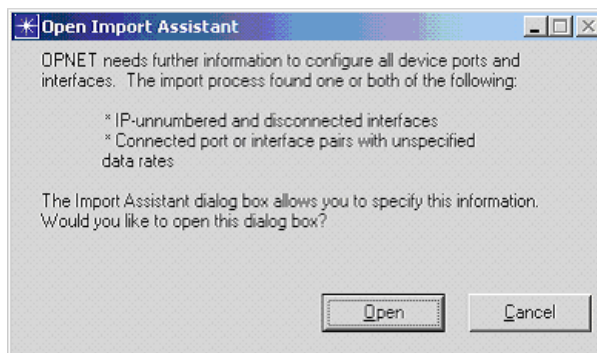 Open Import Assistant
OPNET needs further information to configure all device ports and
interfaces. The import process found one or both of the following:
* IP-unnumbered and disconnected interfaces
* Connected port or interface pairs with unspecified
data rates
The Import Assistant dialog box allows you to specify this information.
Would you like to open this dialog box?
Open
Cancel